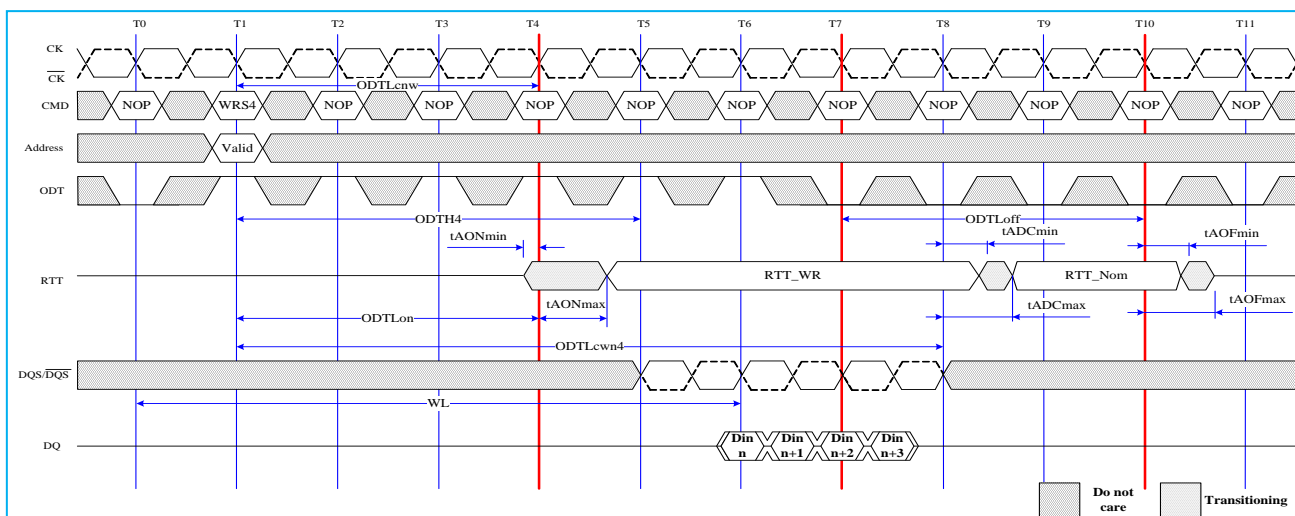 T0 T1 T2 T3 T4 T5 T6 T7 T8 T9 T10 T11
CK
CK
ODTLcnw
CMD NOP WRS4 NOP NOP NOP NOP NOP NOP NOP NOP NOP NOP
Address Valid
ODT
ODTH4 ODTLoff
tAONmin tADCmin tAOFmin
RTT RTT_WR RTT_Nom
tAONmax tADCmax tAOFmax
ODTLon
ODTLcwn4
DQS/DQS
WL
DQ Din n Din n+1 Din n+2 Din n+3
Do not care Transitioning